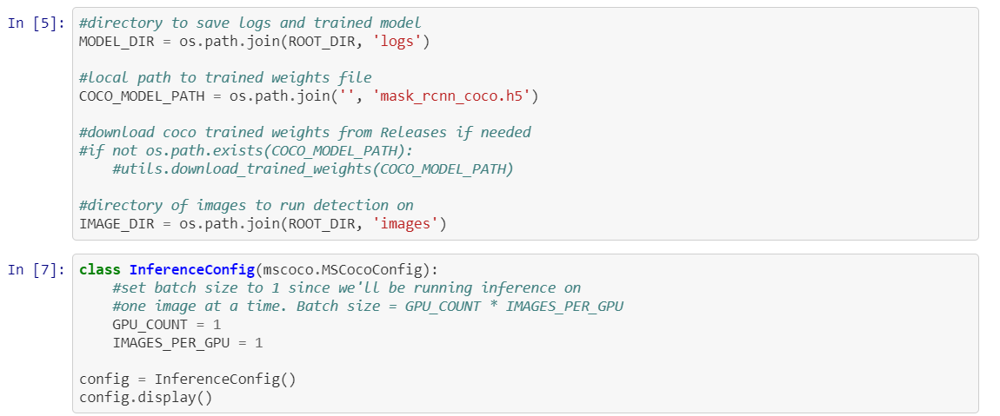 In [5]: #directory to save logs and trained model
MODEL_DIR = os.path.join(ROOT_DIR, 'logs')

#local path to trained weights file
COCO_MODEL_PATH = os.path.join('', 'mask_rcnn_coco.h5')

#download coco trained weights from Releases if needed
#if not os.path.exists(COCO_MODEL_PATH):
    #utils.download_trained_weights(COCO_MODEL_PATH)

#directory of images to run detection on
IMAGE_DIR = os.path.join(ROOT_DIR, 'images')

In [7]: class InferenceConfig(mscoco.MSCocoConfig):
    #set batch size to 1 since we'll be running inference on
    #one image at a time. Batch size = GPU_COUNT * IMAGES_PER_GPU
    GPU_COUNT = 1
    IMAGES_PER_GPU = 1

config = InferenceConfig()
config.display()